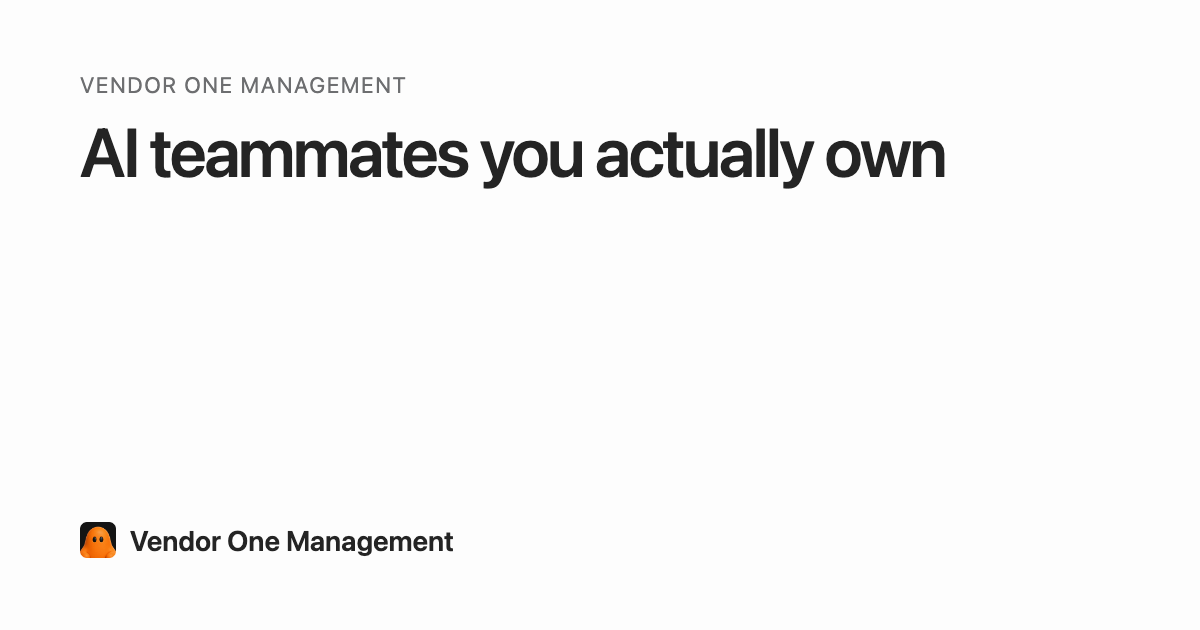 VENDOR ONE MANAGEMENT
AI teammates you actually own
Vendor One Management